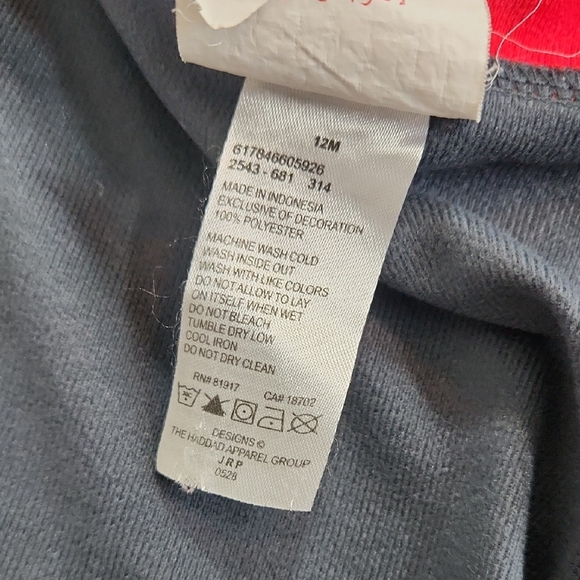 12M
617846605926
2543-681 314
MADE IN INDONESIA
EXCLUSIVE OF DECORATION
100% POLYESTER
MACHINE WASH COLD
WASH INSIDE OUT
WASH WITH LIKE COLORS
DO NOT ALLOW TO LAY
ON ITSELF WHEN WET
DO NOT BLEACH
TUMBLE DRY LOW
COOL IRON
DO NOT DRY CLEAN
RN# 81917 CA# 18702
DESIGNS ©
THE HADDAD APPAREL GROUP
JRP
0528